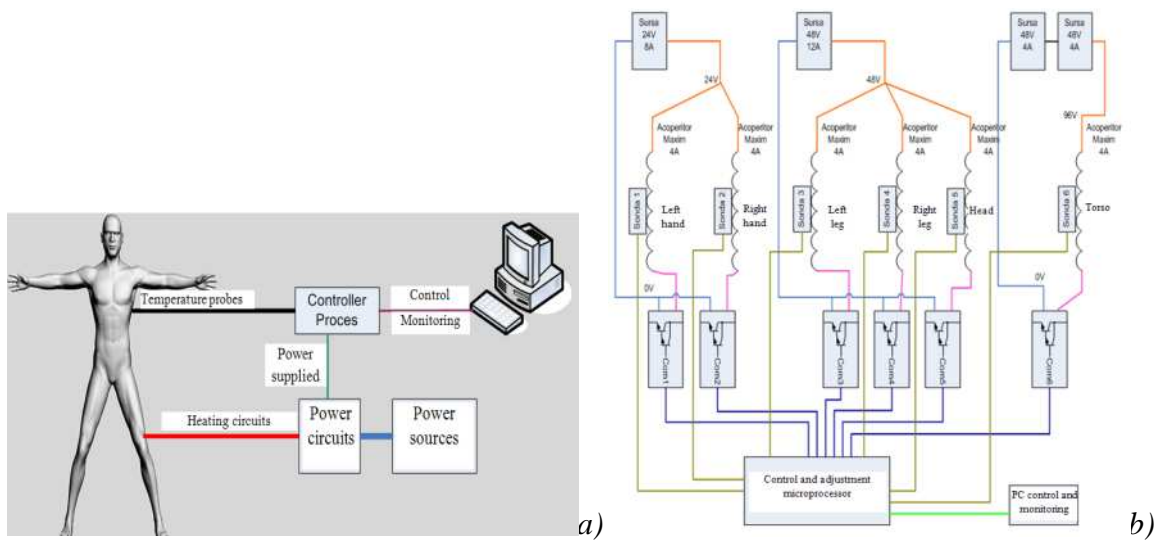 Temperature probes
Controller
Proces
Control
Monitoring
Power
supplied
Heating circuits
Power
circuits
Power
sources
a)
Sursa
24V
8A
Sursa
48V
12A
Sursa
48V
4A
Sursa
48V
4A
24V
48V
96V
Acoperitor
Maxim
4A
Acoperitor
Maxim
4A
Acoperitor
Maxim
4A
Acoperitor
Maxim
4A
Acoperitor
Maxim
4A
Acoperitor
Maxim
4A
Sonda 1
Left
hand
Sonda 2
Right
hand
Sonda 3
Left
leg
Sonda 4
Right
leg
Sonda 5
Head
Sonda 6
Torso
0V
0V
Com1
Com2
Com3
Com4
Com5
Com6
Control and adjustment
microprocessor
PC control and
monitoring
b)